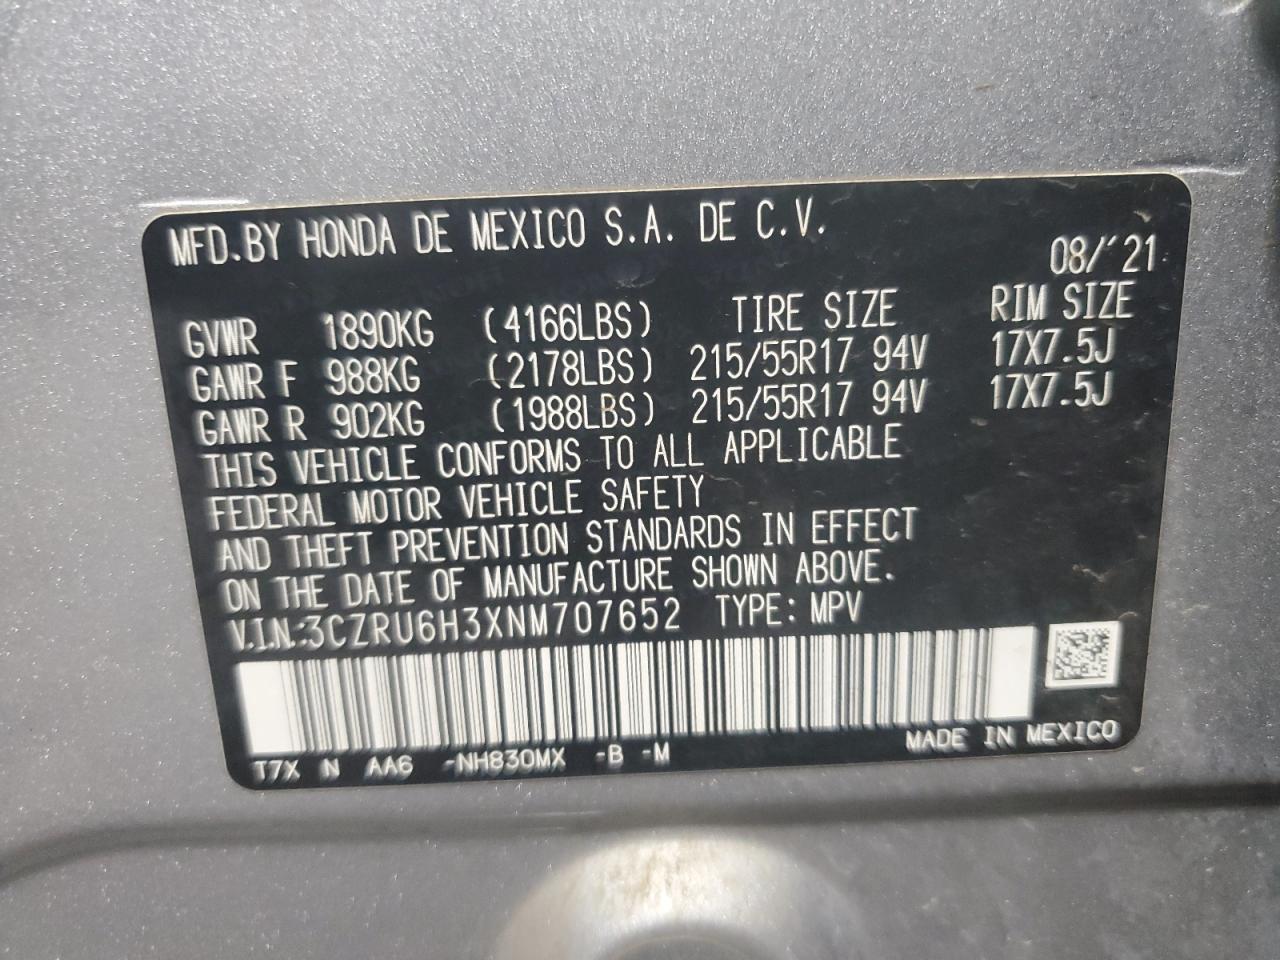 MFD.BY HONDA DE MEXICO S.A. DE C.V.
08/'21
GVWR 1890KG (4166LBS) TIRE SIZE RIM SIZE
GAWR F 988KG (2178LBS) 215/55R17 94V 17X7.5J
GAWR R 902KG (1988LBS) 215/55R17 94V 17X7.5J
THIS VEHICLE CONFORMS TO ALL APPLICABLE
FEDERAL MOTOR VEHICLE SAFETY
AND THEFT PREVENTION STANDARDS IN EFFECT
ON THE DATE OF MANUFACTURE SHOWN ABOVE.
V.I.N:3CZRU6H3XNM707652 TYPE: MPV
T7X N AA6 -NH830MX -B -M MADE IN MEXICO